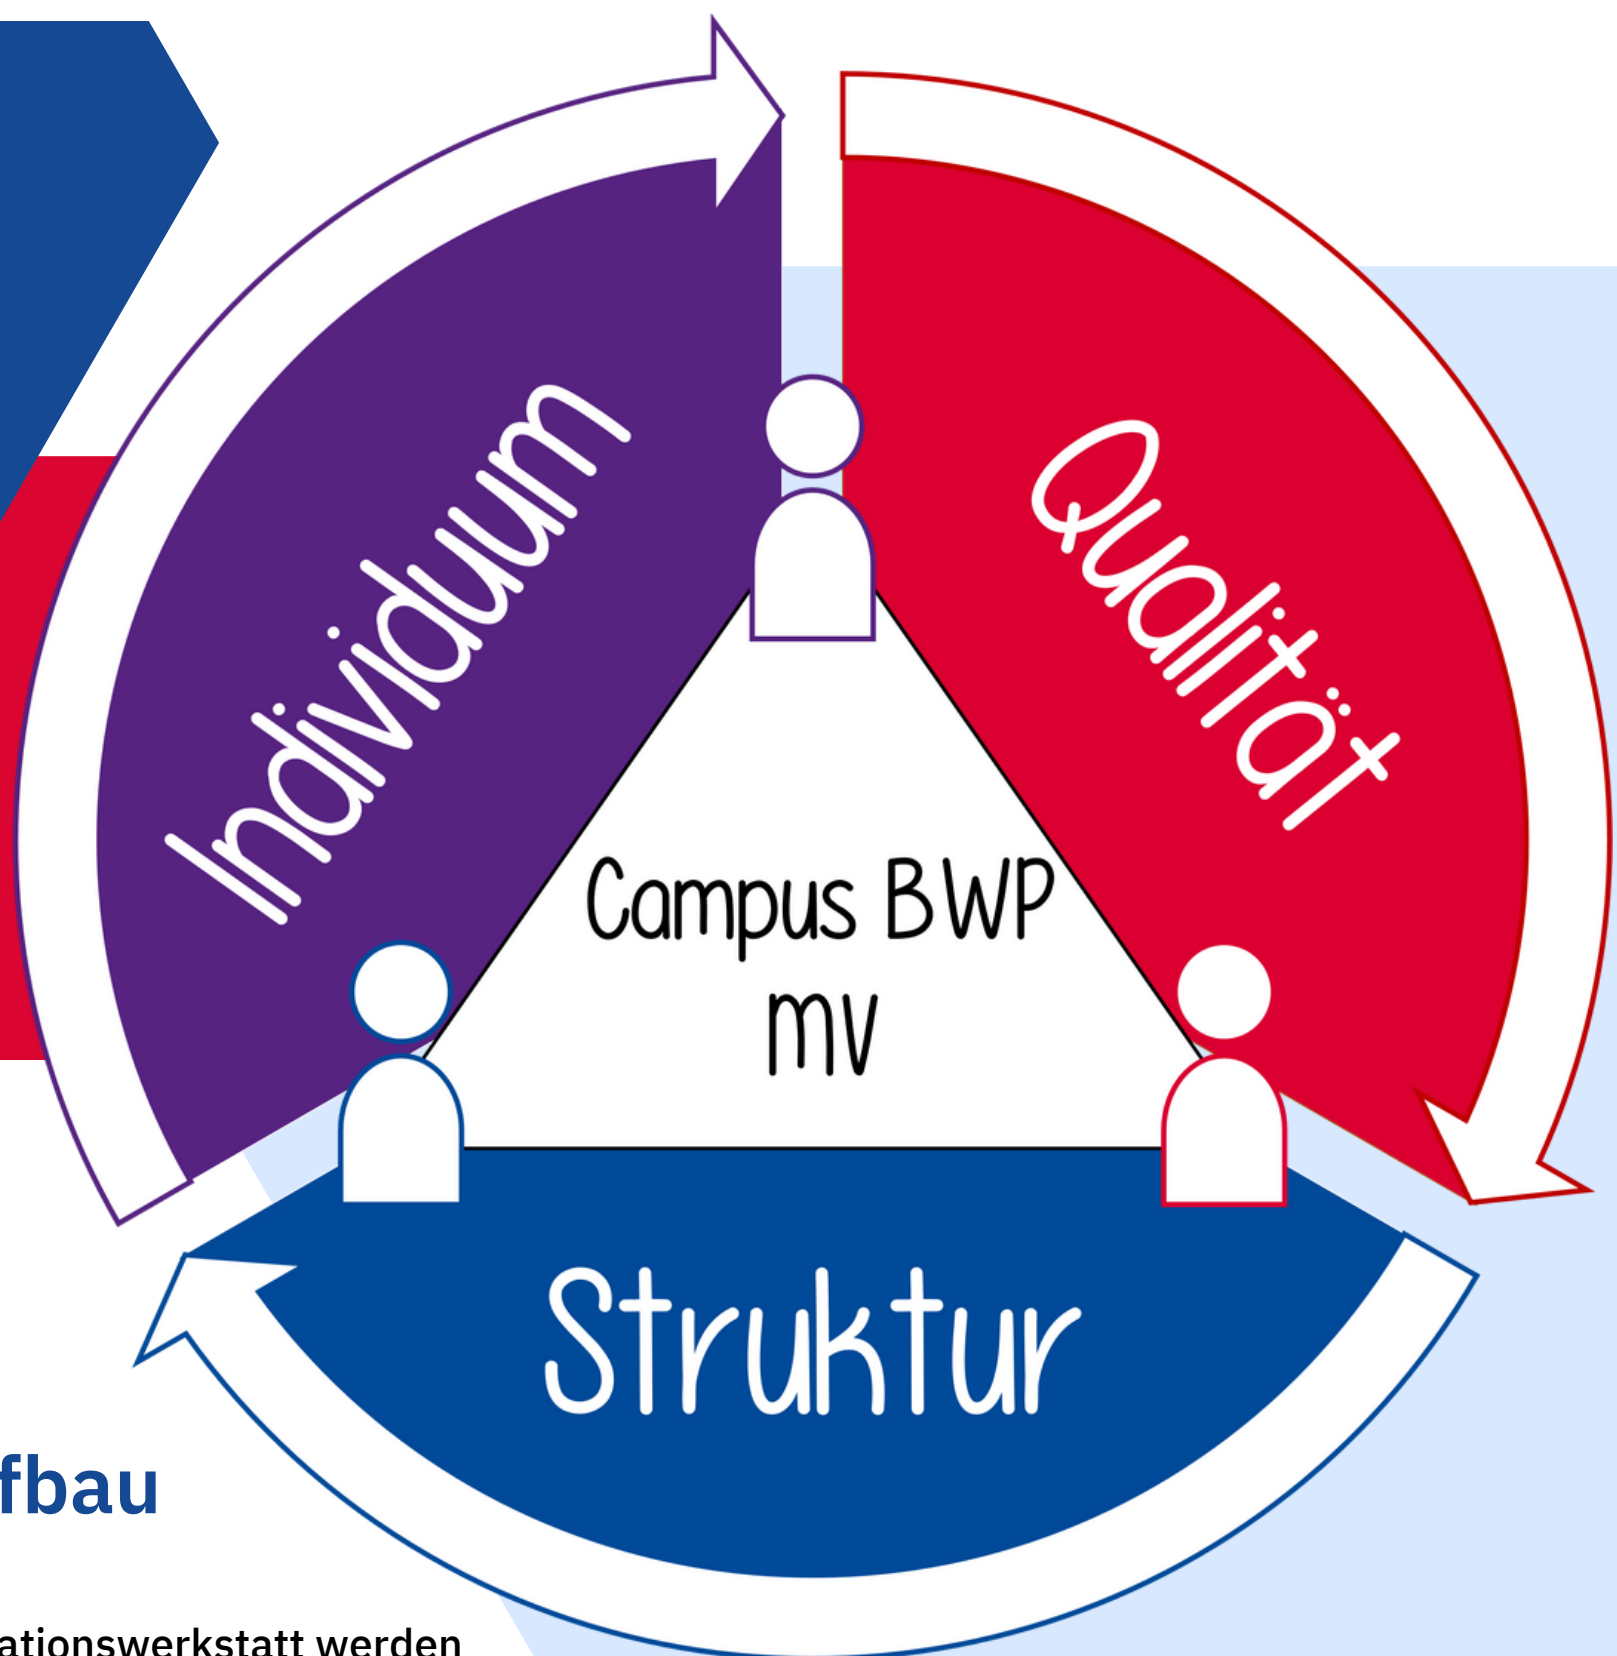 Individuum
Qualität
Campus BWP
mv
Struktur
fbau
ationswerkstatt werden